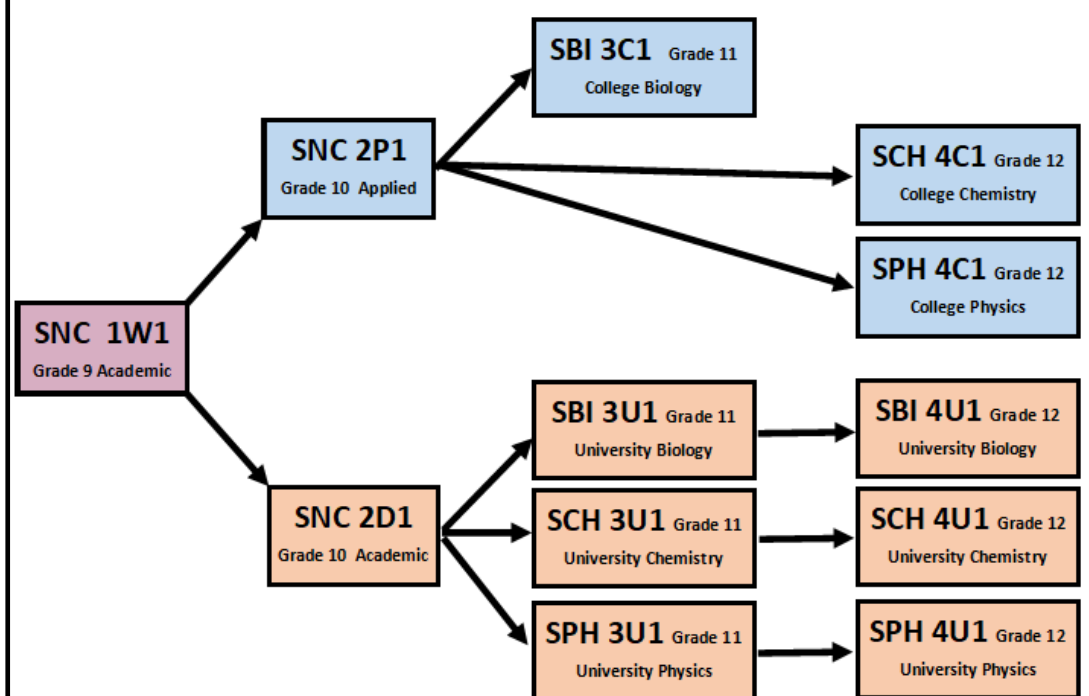 SBI 3C1 Grade 11
College Biology
SNC 2P1
Grade 10 Applied
SCH 4C1 Grade 12
College Chemistry
SPH 4C1 Grade 12
College Physics
SNC 1W1
Grade 9 Academic
SBI 3U1 Grade 11
University Biology
SBI 4U1 Grade 12
University Biology
SNC 2D1
Grade 10 Academic
SCH 3U1 Grade 11
University Chemistry
SCH 4U1 Grade 12
University Chemistry
SPH 3U1 Grade 11
University Physics
SPH 4U1 Grade 12
University Physics